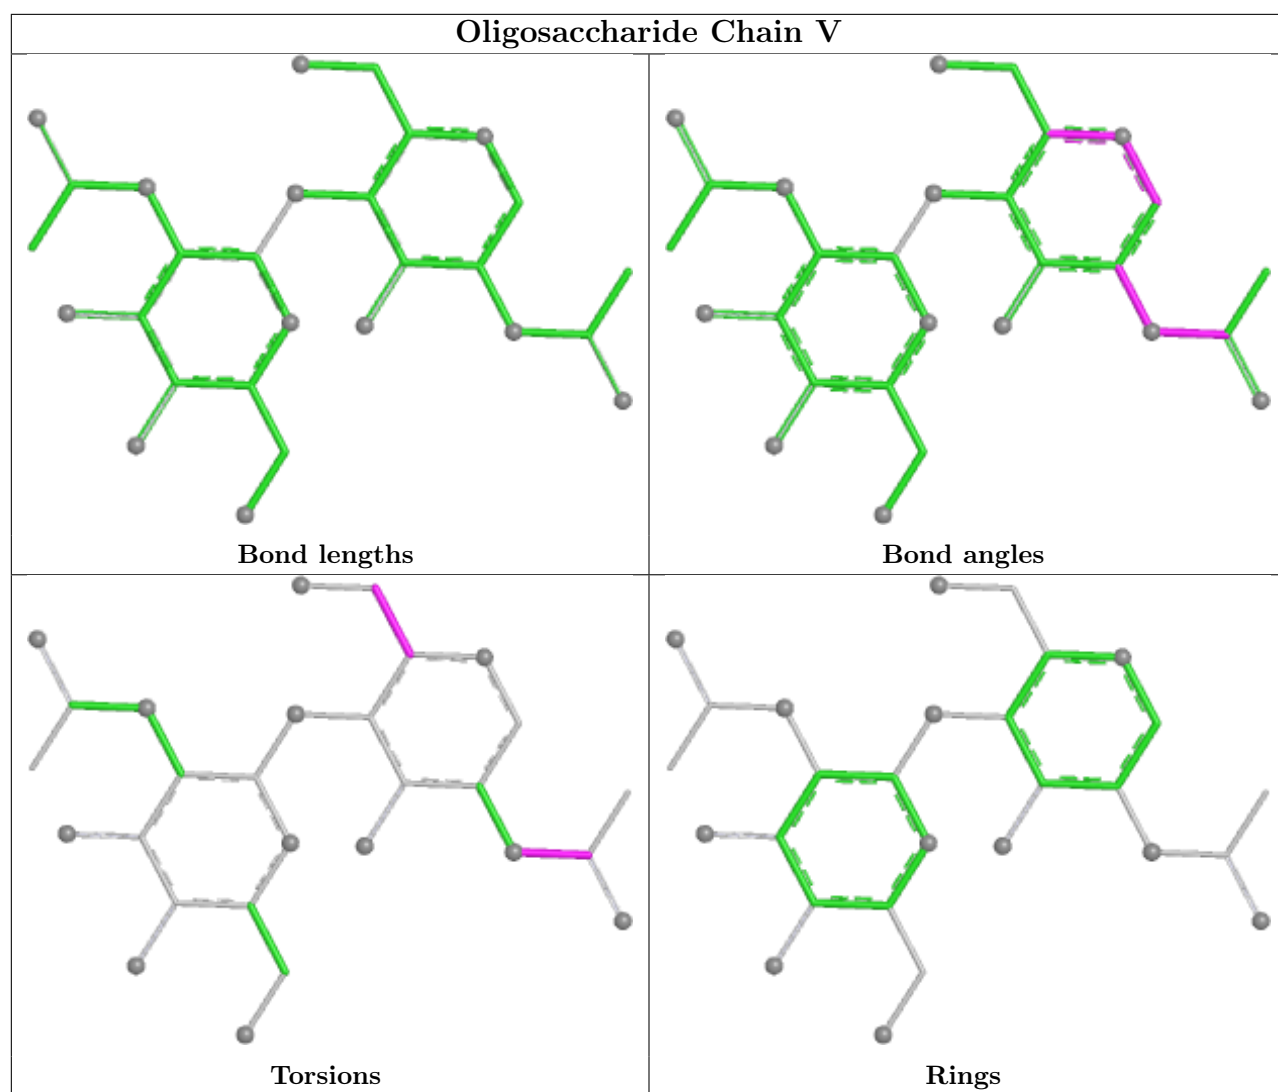 Oligosaccharide Chain V
Bond lengths
Bond angles
Torsions
Rings